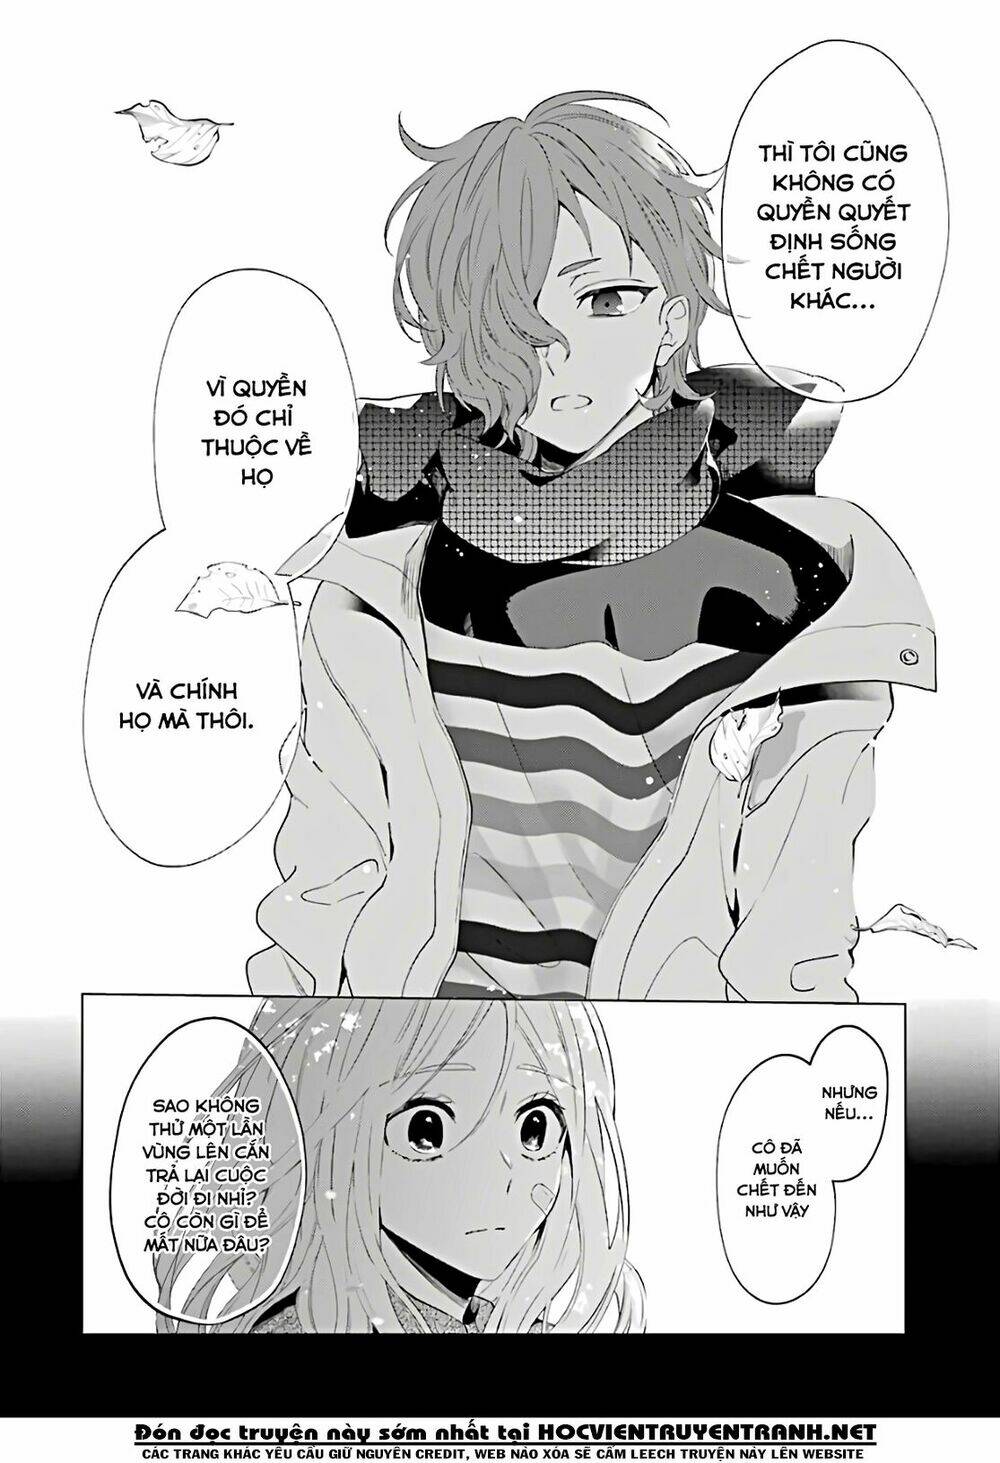 THÌ TÔI CŨNG
KHÔNG CÓ
QUYỀN QUYẾT
ĐỊNH SỐNG
CHẾT NGƯỜI
KHÁC...
VÌ QUYỀN
ĐÓ CHỈ
THUỘC VỀ
HỌ
VÀ CHÍNH
HỌ MÀ THÔI.
NHƯNG
NẾU...
CÔ ĐÃ
MUỐN
CHẾT ĐẾN
NHƯ VẬY
SAO KHÔNG
THỬ MỘT LẦN
VÙNG LÊN CẮN
TRẢ LẠI CUỘC
ĐỜI ĐI NHỈ?
CÔ CÒN GÌ ĐỂ
MẤT NỮA ĐÂU?
Đón đọc truyện này sớm nhất tại HOCVIENTRUYENTRANH.NET
CÁC TRANG KHÁC YÊU CẦU GIỮ NGUYÊN CREDIT, WEB NÀO XÓA SẼ CẤM LEECH TRUYỆN NÀY LÊN WEBSITE